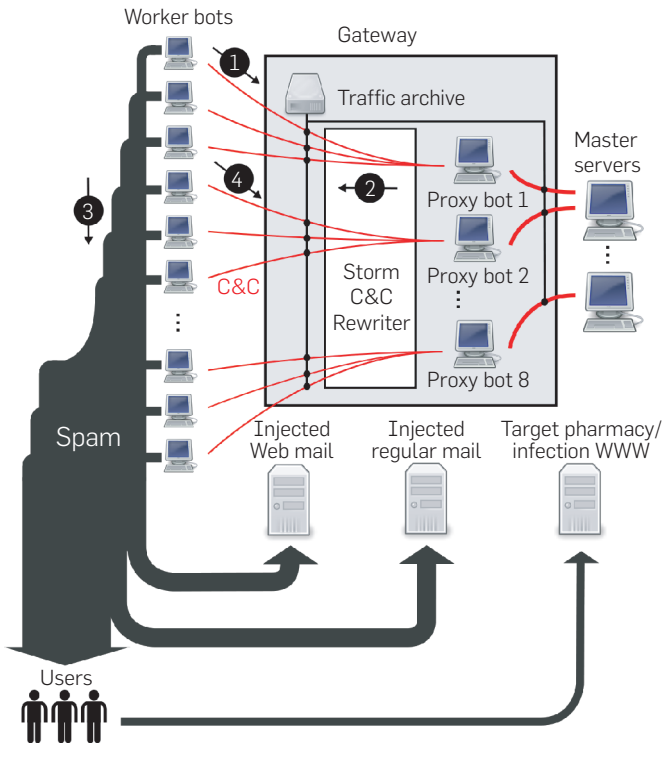 Worker bots
Gateway
1
Traffic archive
Master
servers
4
2
3
Proxy bot 1
C&C
Storm
C&C
Rewriter
Proxy bot 2
Proxy bot 8
Spam
Injected
Web mail
Injected
regular mail
Target pharmacy/
infection WWW
Users